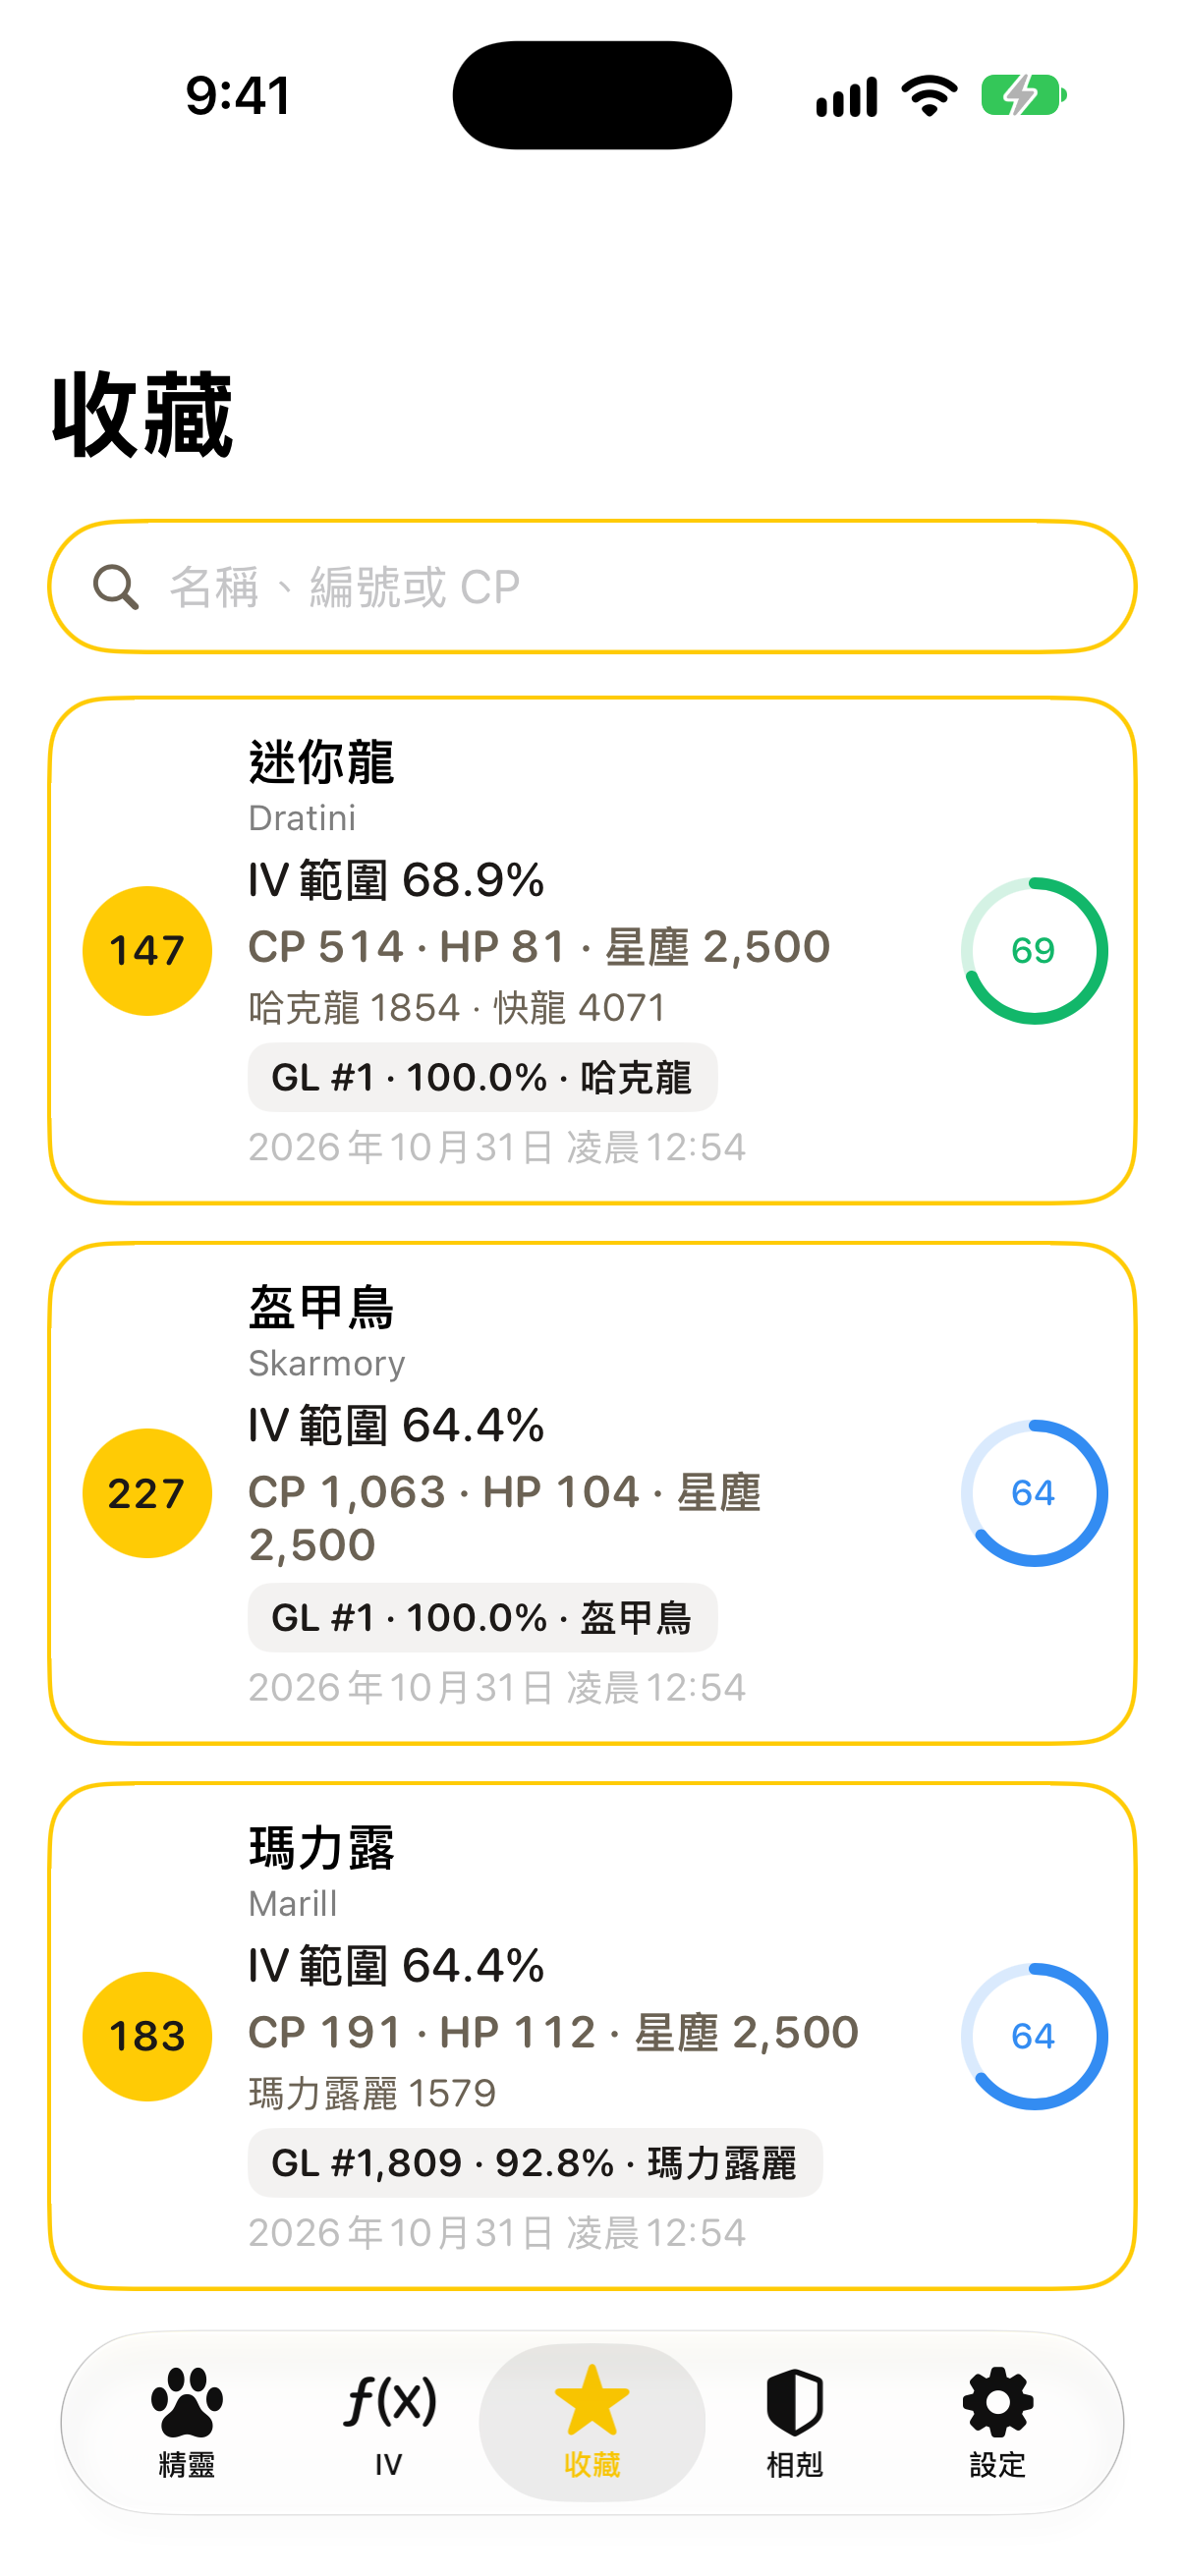 9:41
收藏
名稱、編號或 CP
迷你龍
Dratini
IV 範圍 68.9%
147
CP 514 · HP 81 · 星塵 2,500
69
哈克龍 1854 · 快龍 4071
GL #1 · 100.0% · 哈克龍
2026年10月31日 凌晨12:54
盔甲鳥
Skarmory
IV 範圍 64.4%
227
CP 1,063 · HP 104 · 星塵
2,500
64
GL #1 · 100.0% · 盔甲鳥
2026年10月31日 凌晨12:54
瑪力露
Marill
IV 範圍 64.4%
183
CP 191 · HP 112 · 星塵 2,500
64
瑪力露麗 1579
GL #1,809 · 92.8% · 瑪力露麗
2026年10月31日 凌晨12:54
f(x)
精靈
IV
收藏
相剋
設定